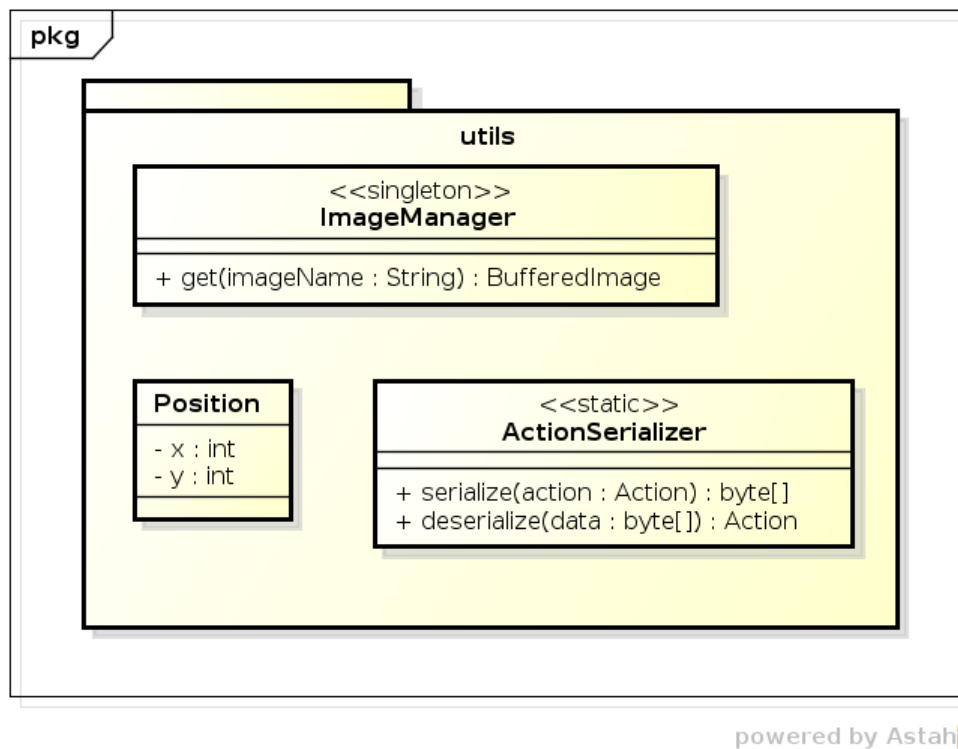 pkg
utils
<<singleton>>
ImageManager
+ get(imageName : String) : BufferedImage
Position
- x : int
- y : int
<<static>>
ActionSerializer
+ serialize(action : Action) : byte[]
+ deserialize(data : byte[]) : Action
powered by Astah